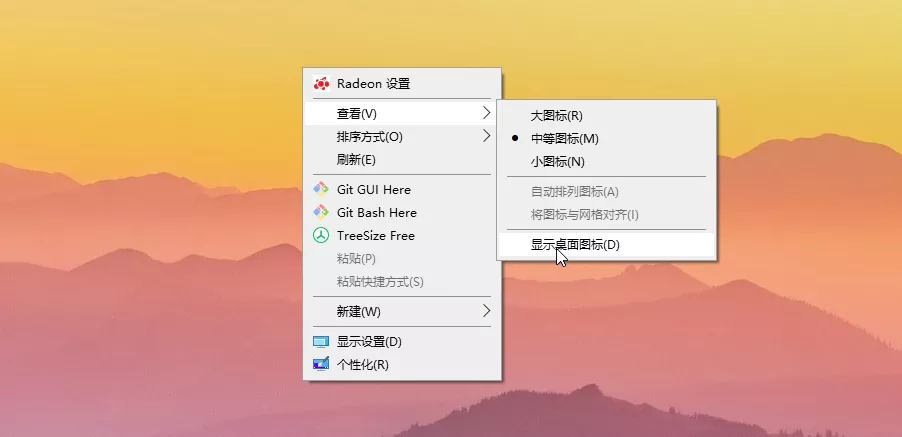 Radeon 设置
查看(V)
排序方式(O)
刷新(E)
Git GUI Here
Git Bash Here
TreeSize Free
粘贴(P)
粘贴快捷方式(S)
新建(W)
显示设置(D)
个性化(R)
大图标(R)
中等图标(M)
小图标(N)
自动排列图标(A)
将图标与网格对齐(I)
显示桌面图标(D)